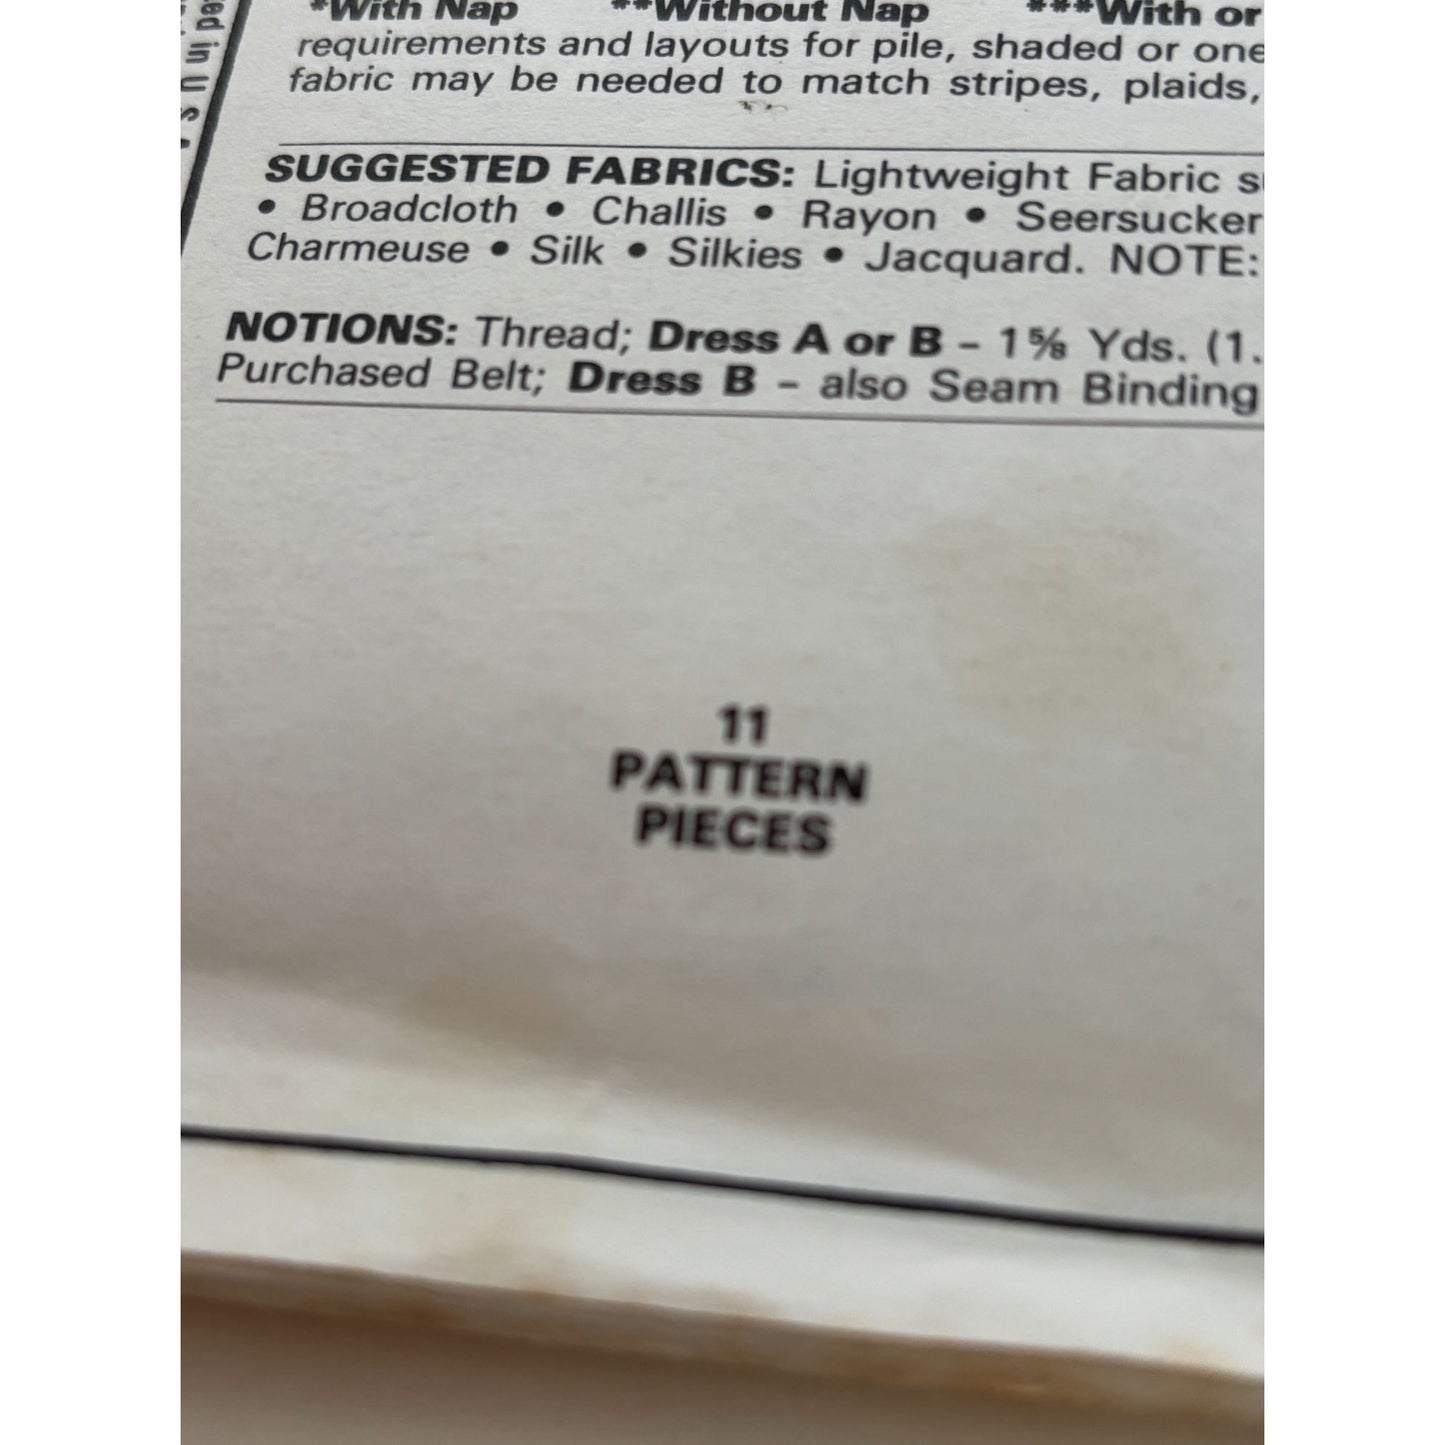 *With Nap **Without Nap ***With or
requirements and layouts for pile, shaded or one
fabric may be needed to match stripes, plaids,
SUGGESTED FABRICS: Lightweight Fabric
• Broadcloth • Challis • Rayon • Seersucker
Charmeuse • Silk • Silkies • Jacquard. NOTE:
NOTIONS: Thread; Dress A or B – 1⅝ Yds. (1.
Purchased Belt; Dress B – also Seam Binding
11
PATTERN
PIECES
in U.S.